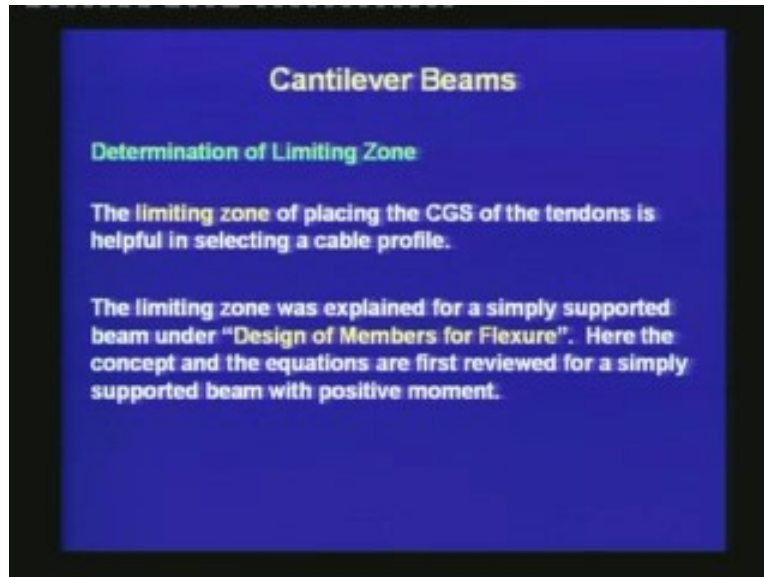 Cantilever Beams
Determination of Limiting Zone
The limiting zone of placing the CGS of the tendons is
helpful in selecting a cable profile.
The limiting zone was explained for a simply supported
beam under “Design of Members for Flexure”. Here the
concept and the equations are first reviewed for a simply
supported beam with positive moment.